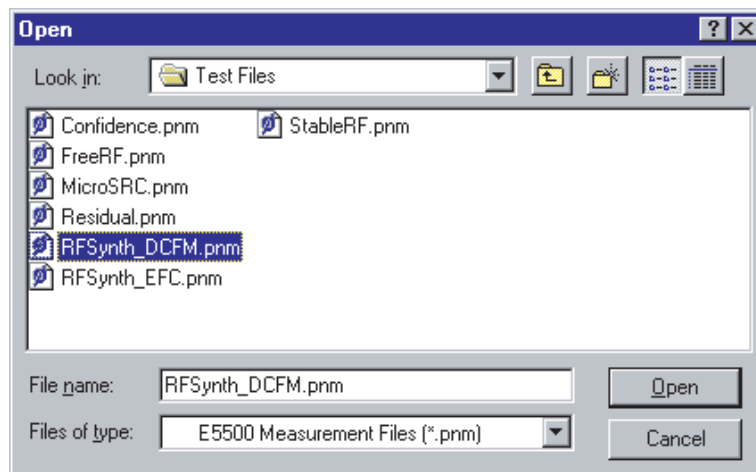 Open
Look in: Test Files
Confidence.pnm StableRF.pnm
FreeRF.pnm
MicroSRC.pnm
Residual.pnm
RFSynth_DCFM.pnm
RFSynth_EFC.pnm
File name: RFSynth_DCFM.pnm Open
Files of type: E5500 Measurement Files (*.pnm) Cancel